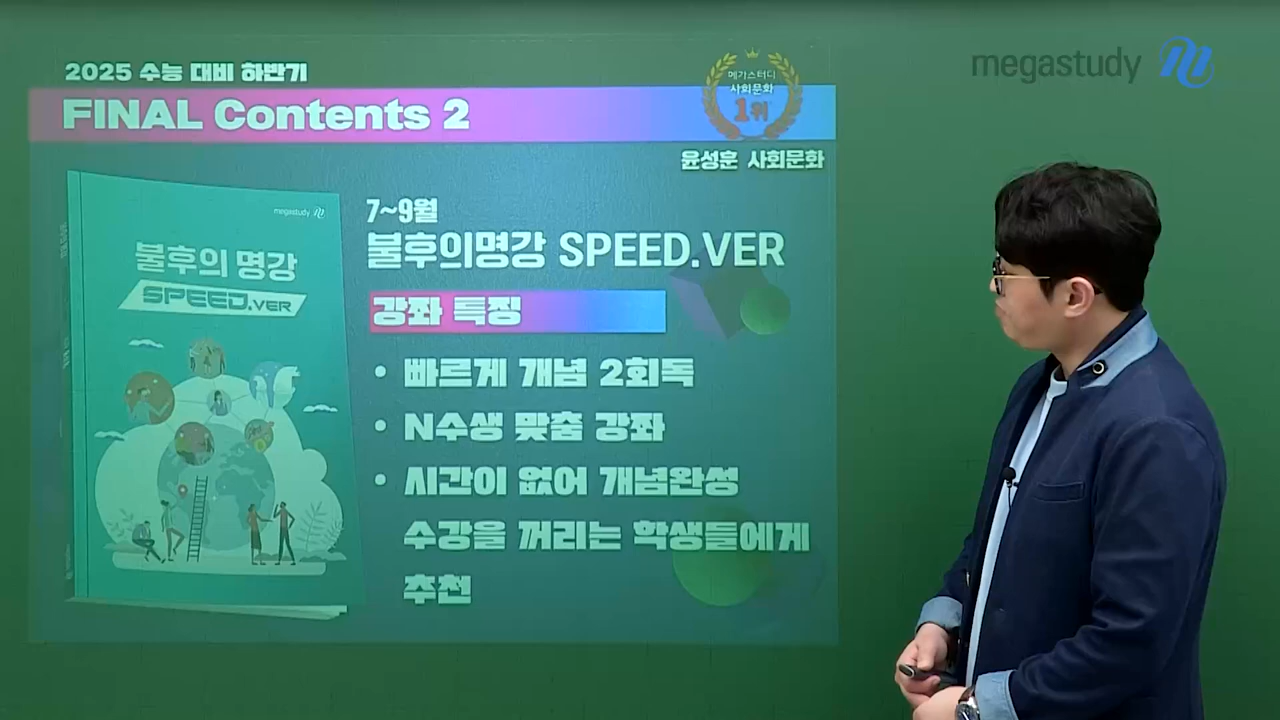 2025 수능 대비 하반기
FINAL Contents 2
메가스터디
사회문화
1위
윤성훈 사회문화
megastudy
megastudy
불후의 명강
SPEED.VER
7~9월
불후의명강 SPEED.VER
강좌 특징
• 빠르게 개념 2회독
• N수생 맞춤 강좌
• 시간이 없어 개념완성
수강을 꺼리는 학생들에게
추천